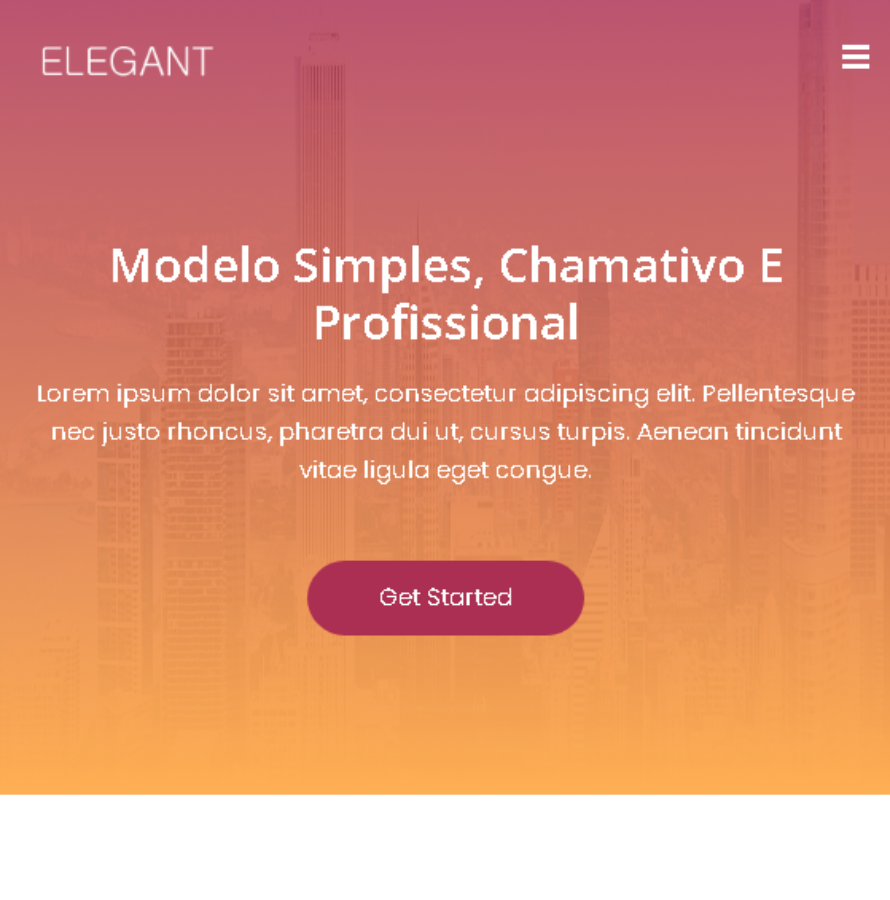 ELEGANT
Modelo Simples, Chamativo E
Profissional
Lorem ipsum dolor sit amet, consectetur adipiscing elit. Pellentesque
nec justo rhoncus, pharetra dui ut, cursus turpis. Aenean tincidunt
vitae ligula eget congue.
Get Started